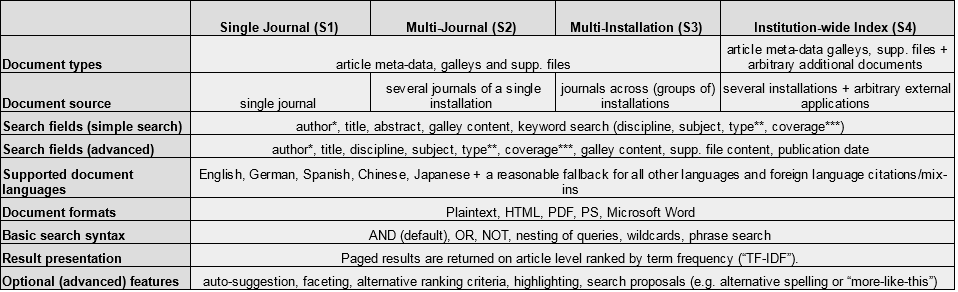 Single Journal (S1) Multi-Journal (S2) Multi-Installation (S3) Institution-wide Index (S4)
Document types article meta-data, galleys and supp. files article meta-data galleys, supp. files +
arbitrary additional documents
Document source single journal several journals of a single
installation journals across (groups of)
installations several installations + arbitrary external
applications
Search fields (simple search) author*, title, abstract, galley content, keyword search (discipline, subject, type**, coverage***)
Search fields (advanced) author*, title, discipline, subject, type**, coverage***, galley content, supp. file content, publication date
Supported document
languages English, German, Spanish, Chinese, Japanese + a reasonable fallback for all other languages and foreign language citations/mix-
ins
Document formats Plaintext, HTML, PDF, PS, Microsoft Word
Basic search syntax AND (default), OR, NOT, nesting of queries, wildcards, phrase search
Result presentation Paged results are returned on article level ranked by term frequency (“TF-IDF”).
Optional (advanced) features auto-suggestion, faceting, alternative ranking criteria, highlighting, search proposals (e.g. alternative spelling or “more-like-this”)